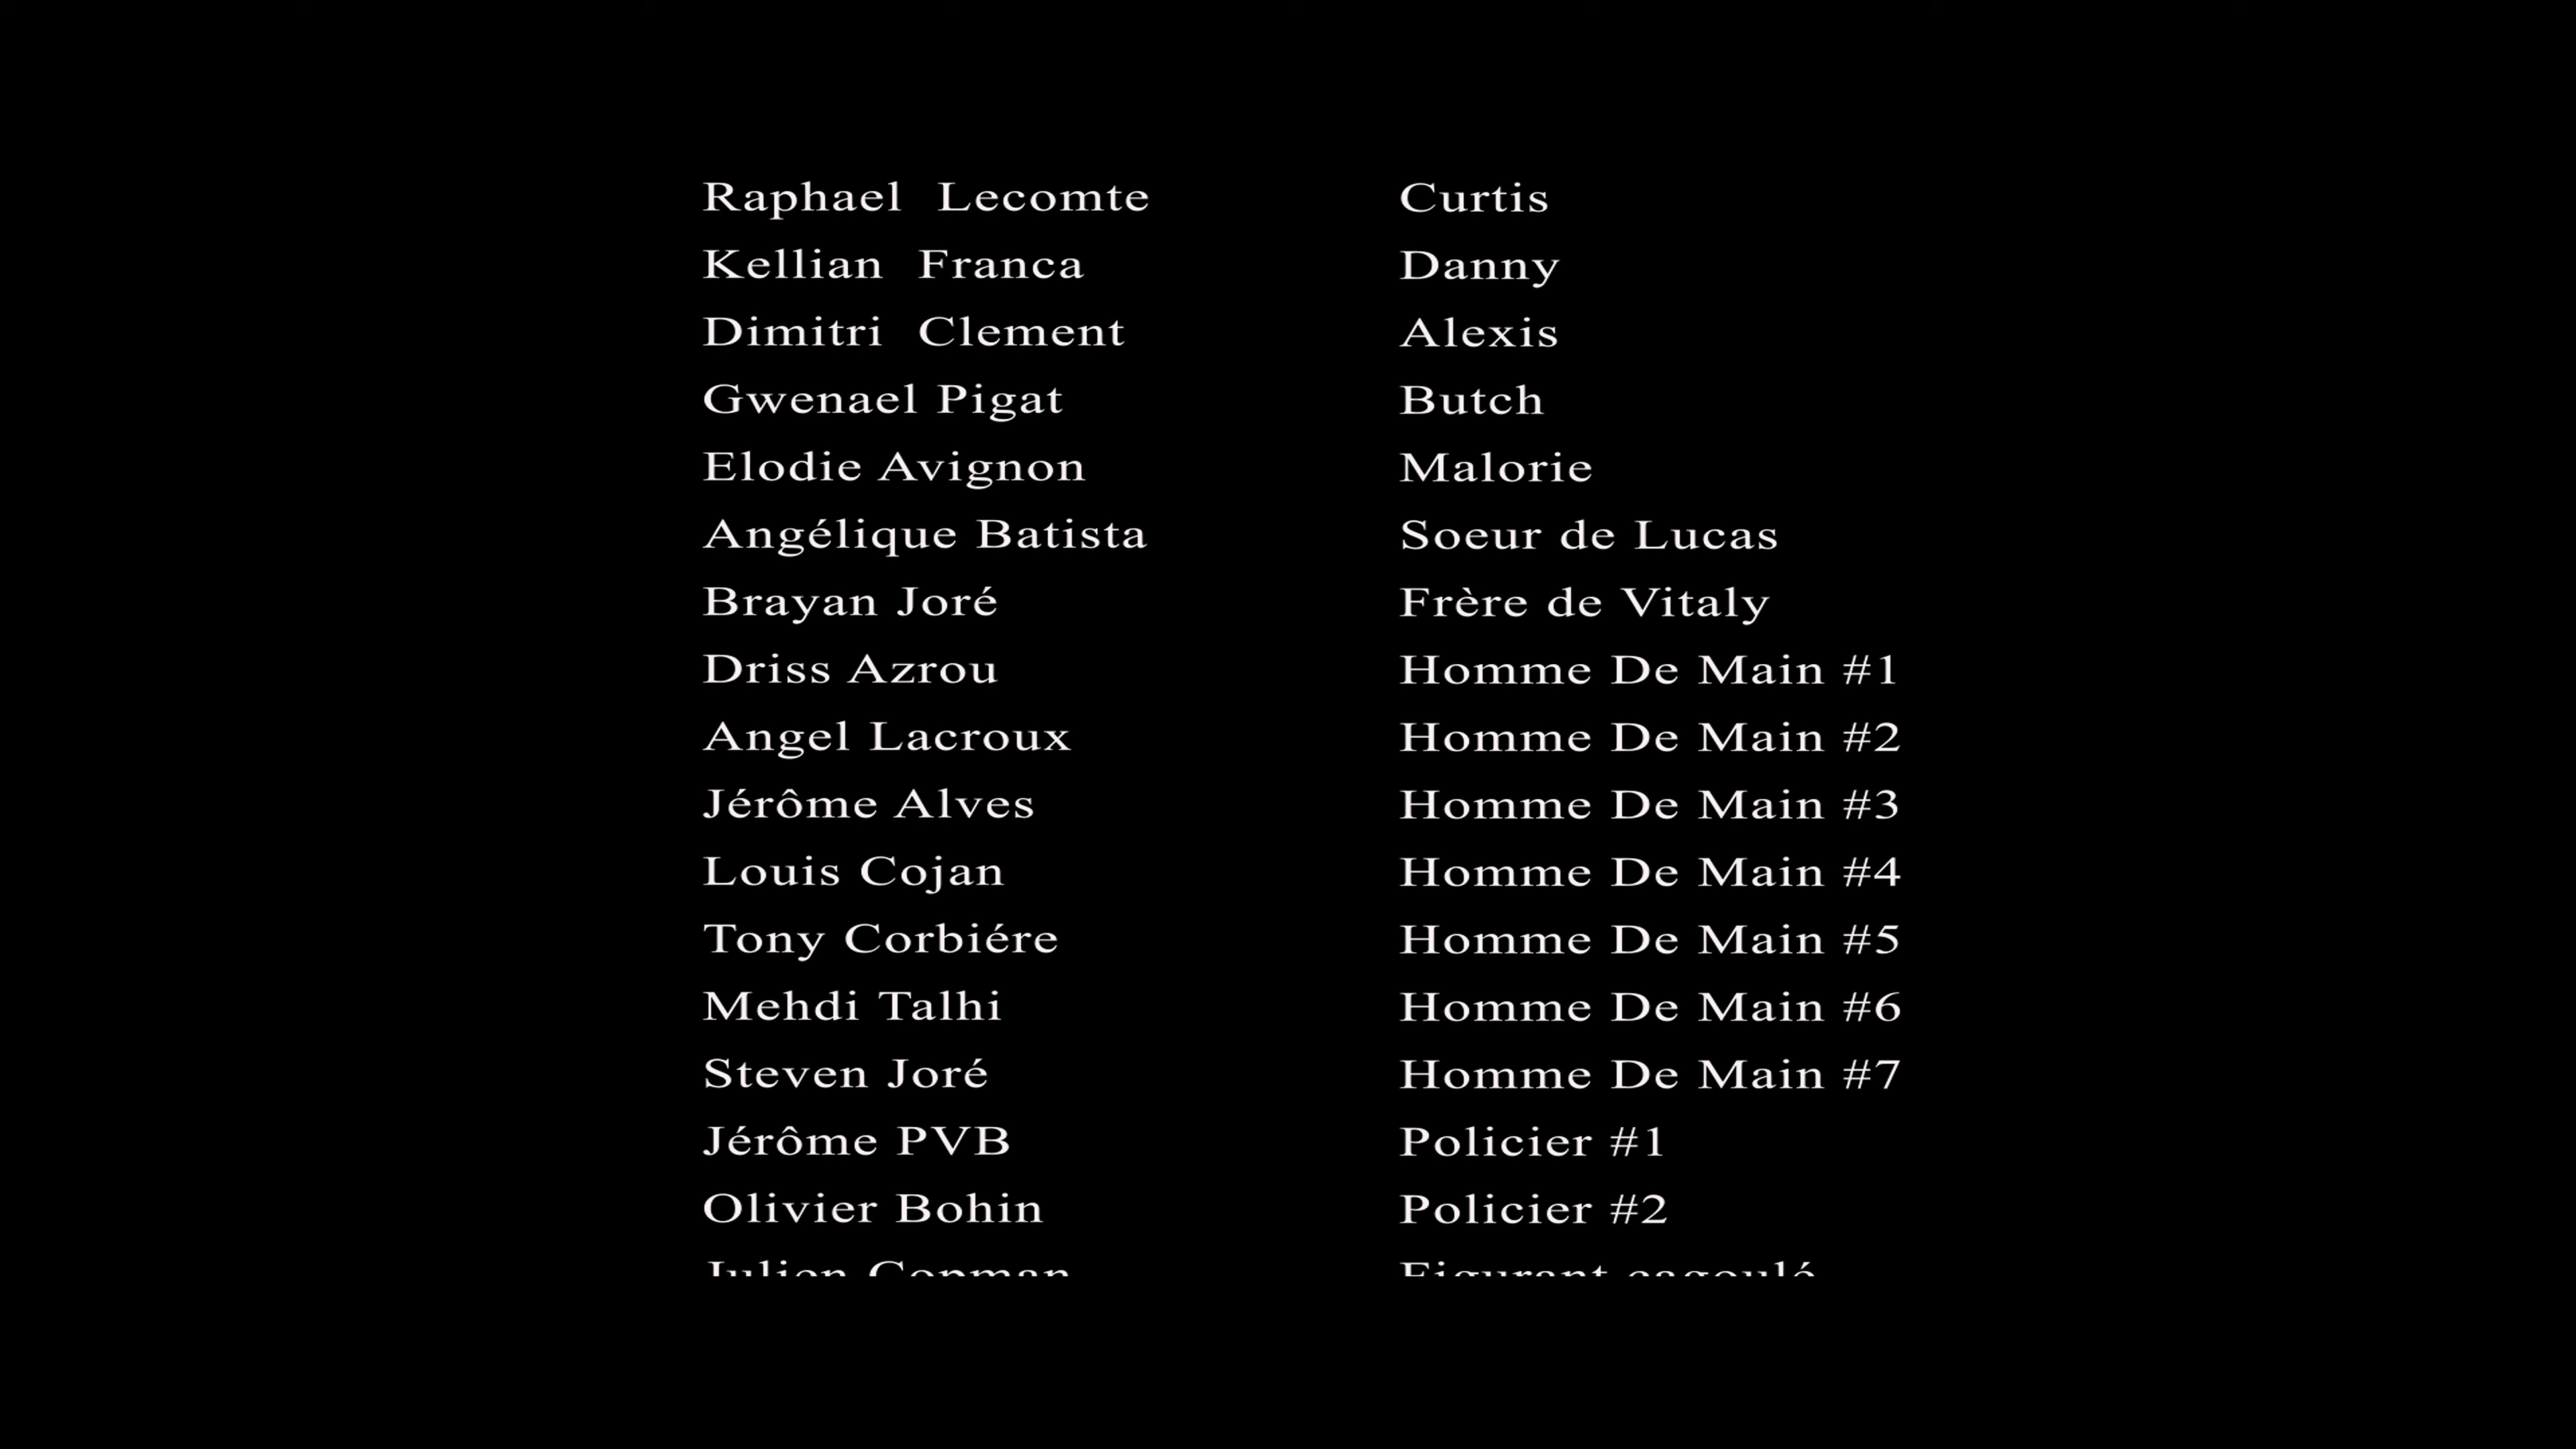 Raphael Lecomte Curtis
Kellian Franca Danny
Dimitri Clement Alexis
Gwenael Pigat Butch
Elodie Avignon Malorie
Angélique Batista Soeur de Lucas
Brayan Joré Frère de Vitaly
Driss Azrou Homme De Main #1
Angel Lacroux Homme De Main #2
Jérôme Alves Homme De Main #3
Louis Cojan Homme De Main #4
Tony Corbiére Homme De Main #5
Mehdi Talhi Homme De Main #6
Steven Joré Homme De Main #7
Jérôme PVB Policier #1
Olivier Bohin Policier #2
Julien Figurant cagoulé